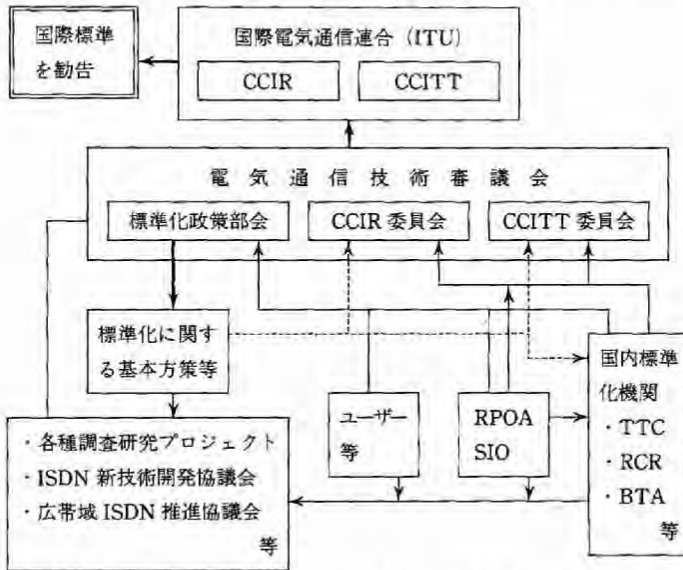 国際標準
を勧告
国際電気通信連合（ITU）
CCIR
CCITT
電気通信技術審議会
標準化政策部会
CCIR 委員会
CCITT 委員会
標準化に関す
る基本方策等
国内標準
化機関
・TTC
・RCR
・BTA
等
ユーザー
等
RPOA
SIO
・各種調査研究プロジェクト
・ISDN 新技術開発協議会
・広帯域 ISDN 推進協議会
等